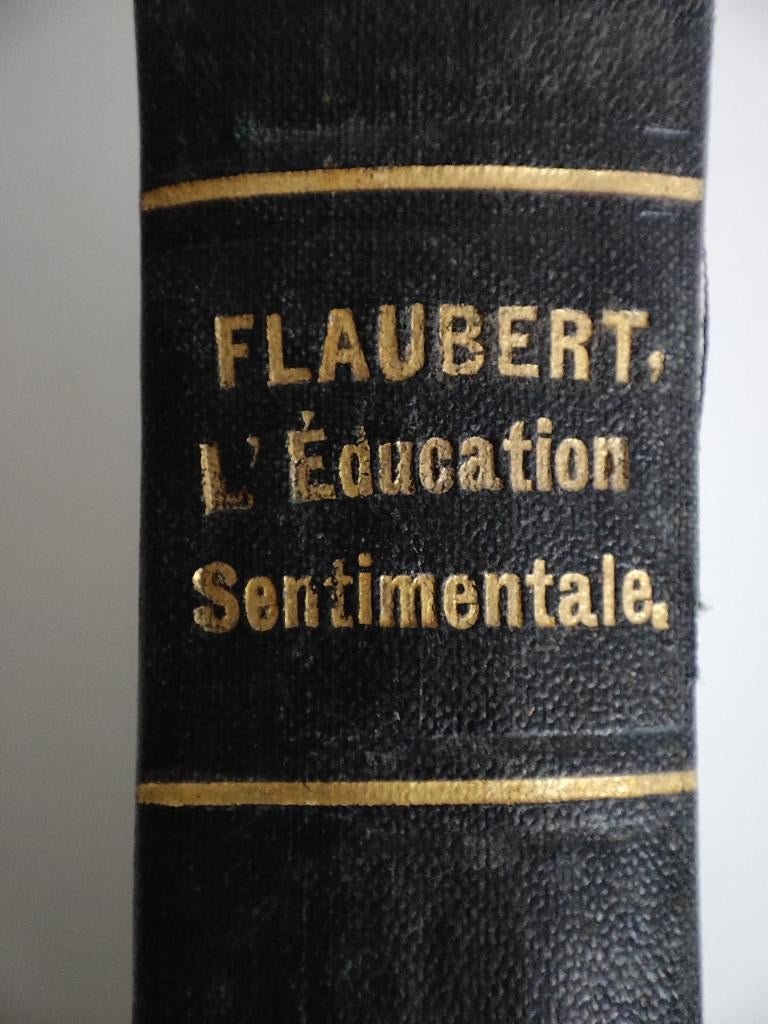 FLAUBERT,
L'Éducation
Sentimentale.